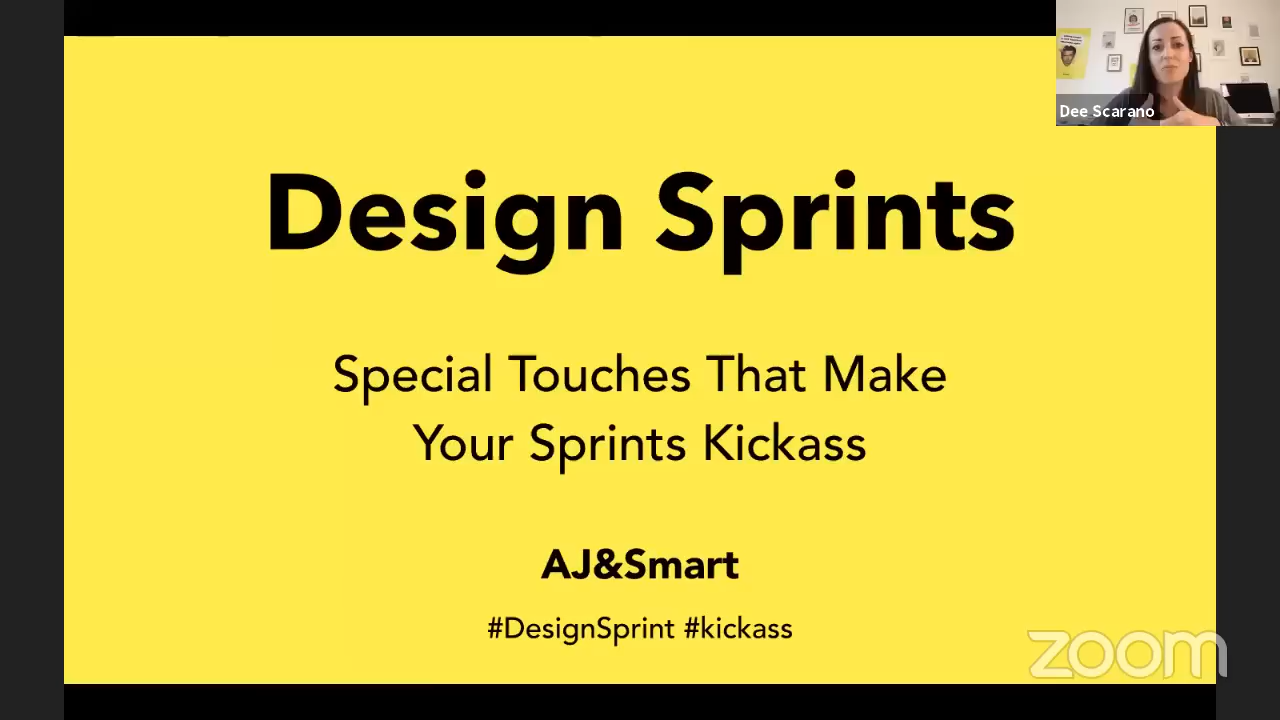 Dee Scarano
Design Sprints
Special Touches That Make
Your Sprints Kickass
AJ&Smart
#DesignSprint #kickass
zoom